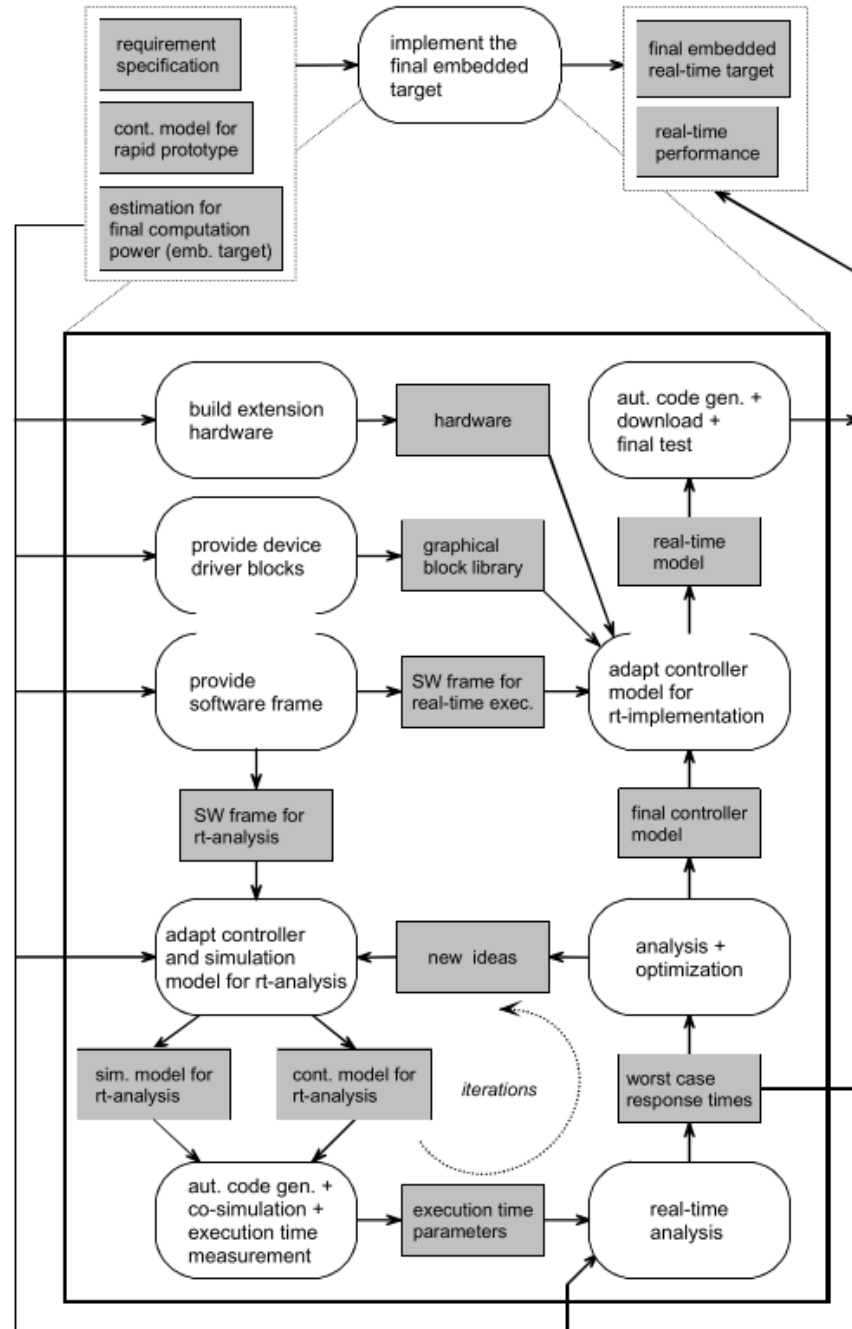 requirement
specification
cont. model for
rapid prototype
estimation for
final computation
power (emb. target)
implement the
final embedded
target
final embedded
real-time target
real-time
performance
build extension
hardware
hardware
aut. code gen. +
download +
final test
provide device
driver blocks
graphical
block library
real-time
model
provide
software frame
SW frame for
real-time exec.
adapt controller
model for
rt-implementation
SW frame for
rt-analysis
final controller
model
adapt controller
and simulation
model for rt-analysis
new ideas
analysis +
optimization
sim. model for
rt-analysis
cont. model for
rt-analysis
iterations
worst case
response times
aut. code gen. +
co-simulation +
execution time
measurement
execution time
parameters
real-time
analysis